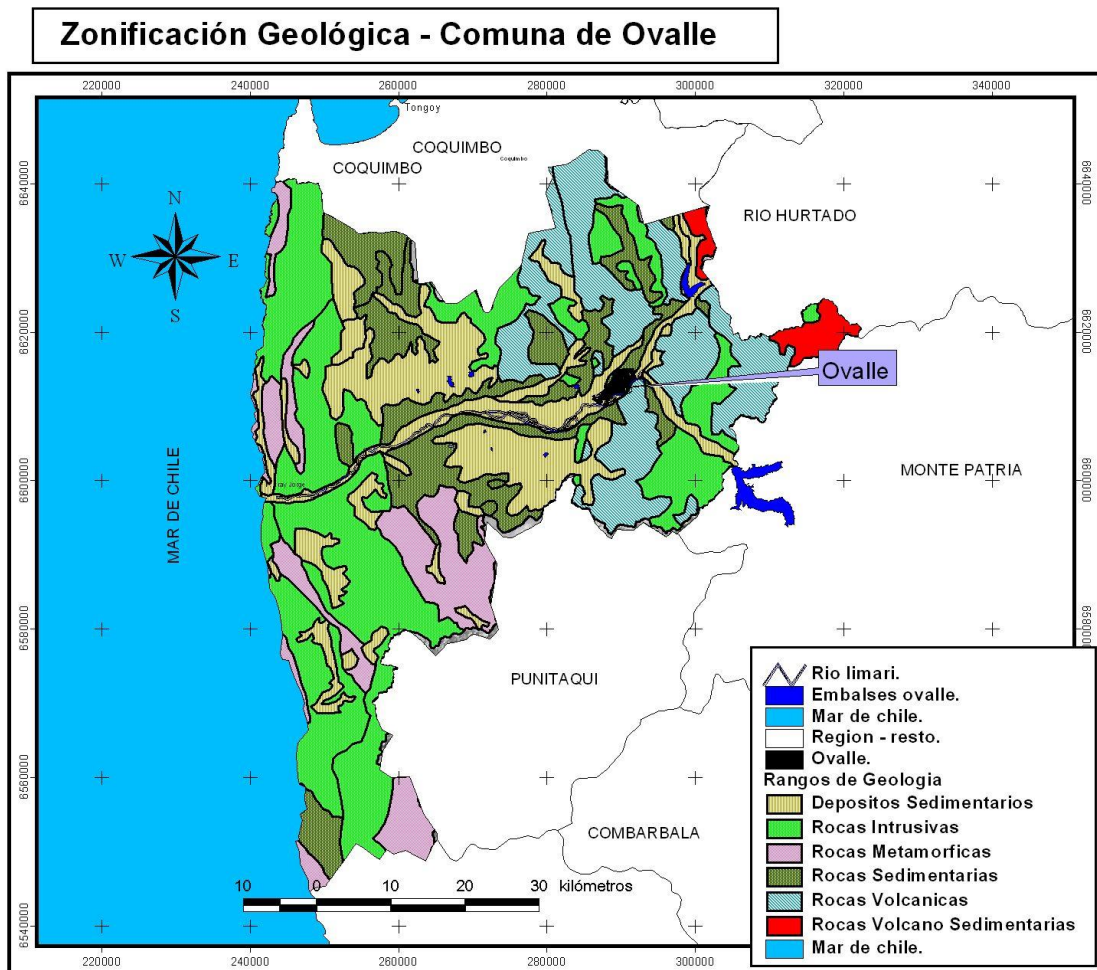 Zonificación Geológica - Comuna de Ovalle
220000 240000 260000 280000 300000 320000 340000
Tongoy
COQUIMBO
Coquimbo
COQUIMBO
6640000 6640000
RIO HURTADO
N
W E
S
6620000 6620000
Ovalle
MONTE PATRIA
6600000 6600000
MAR DE CHILE
6580000 6580000
PUNITAQUI
6560000
COMBARBALA
10 0 10 20 30 kilómetros
6540000
Rio limari.
Embalses ovalle.
Mar de chile.
Region - resto.
Ovalle.
Rangos de Geologia
Depositos Sedimentarios
Rocas Intrusivas
Rocas Metamorficas
Rocas Sedimentarias
Rocas Volcanicas
Rocas Volcano Sedimentarias
Mar de chile.
220000 240000 260000 280000 300000